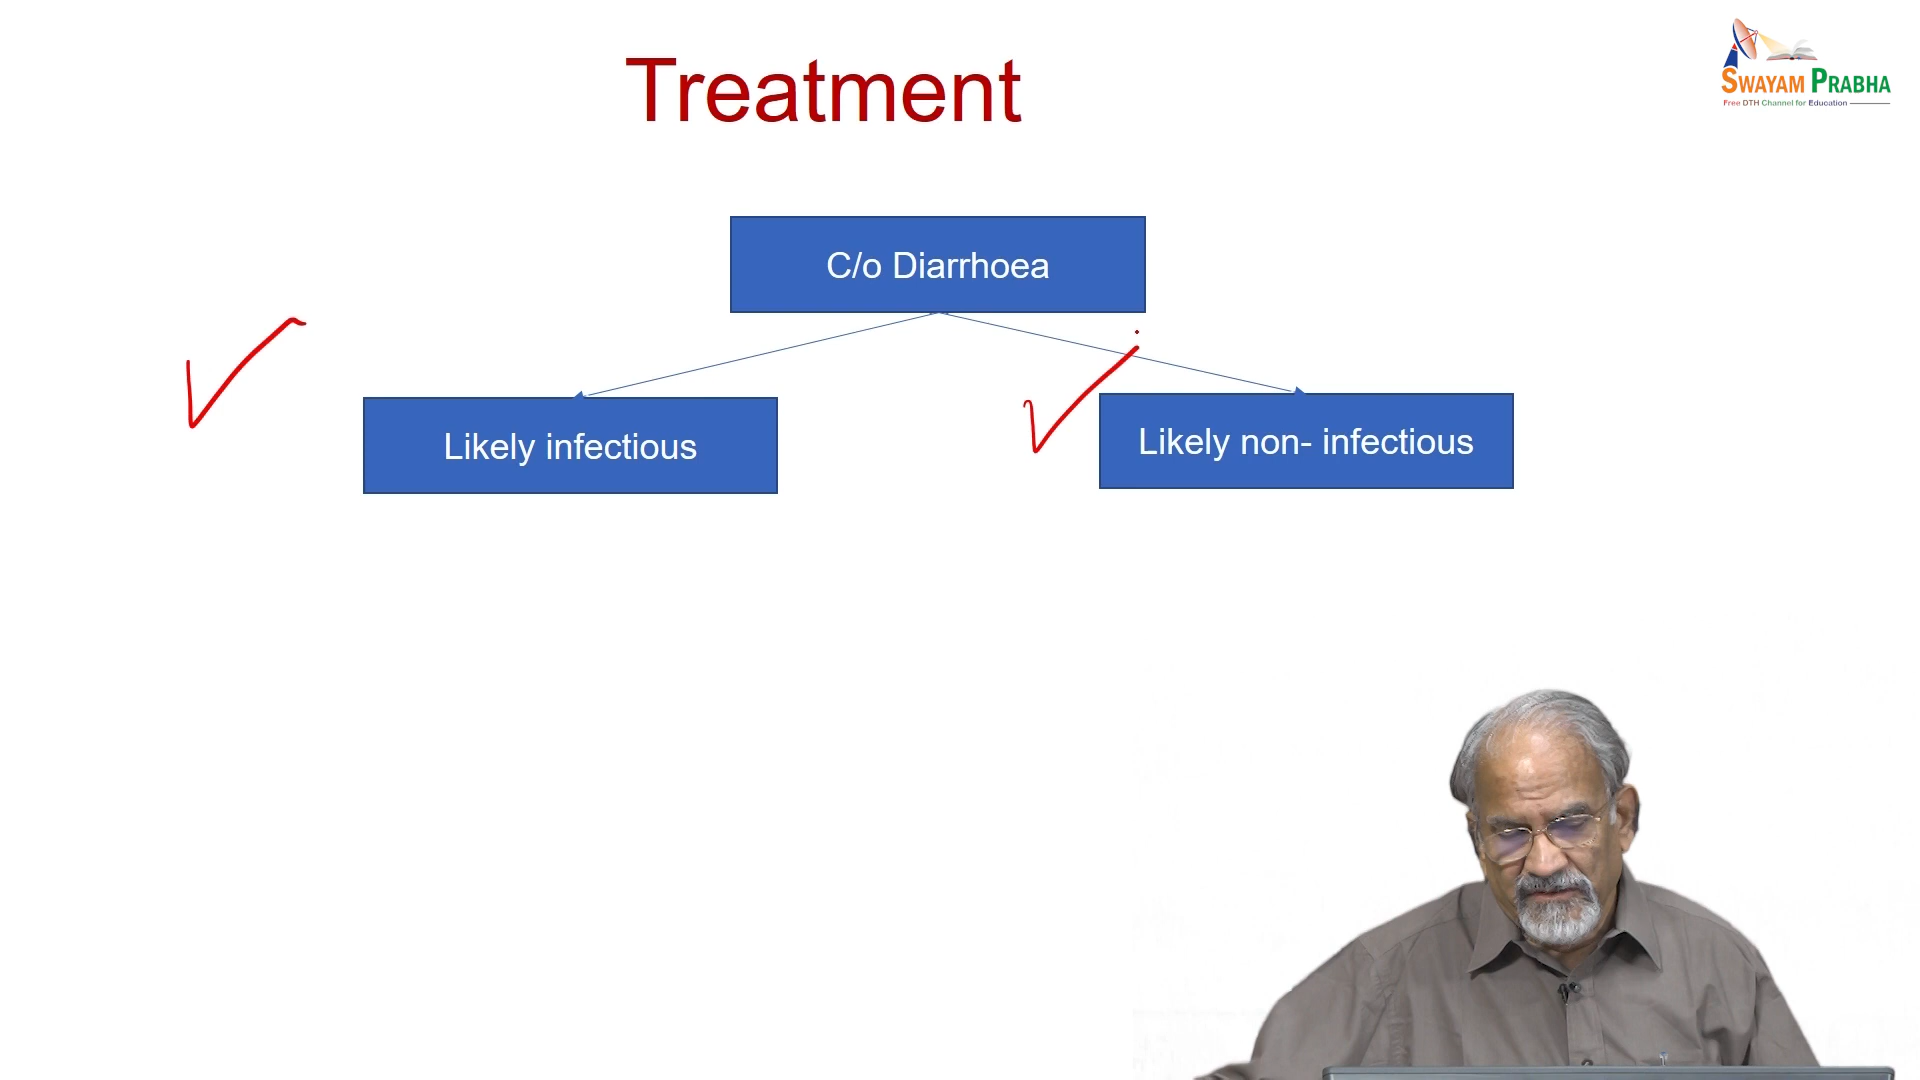 Treatment
SWAYAM PRABHA
Free DTH Channel for Education
C/o Diarrhoea
Likely infectious
Likely non- infectious